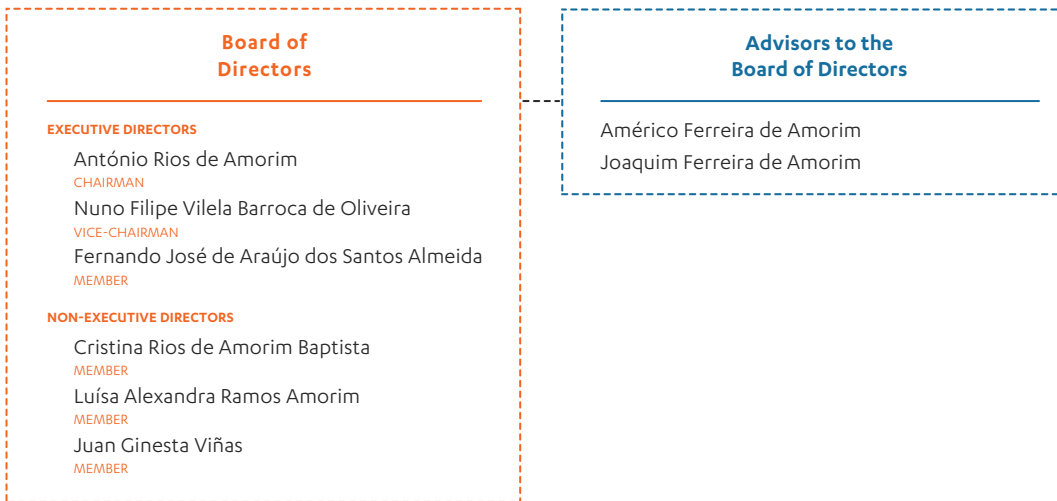 Board of
Directors
EXECUTIVE DIRECTORS
António Rios de Amorim
CHAIRMAN
Nuno Filipe Vilela Barroca de Oliveira
VICE-CHAIRMAN
Fernando José de Araújo dos Santos Almeida
MEMBER
NON-EXECUTIVE DIRECTORS
Cristina Rios de Amorim Baptista
MEMBER
Luísa Alexandra Ramos Amorim
MEMBER
Juan Ginesta Viñas
MEMBER
Advisors to the
Board of Directors
Américo Ferreira de Amorim
Joaquim Ferreira de Amorim